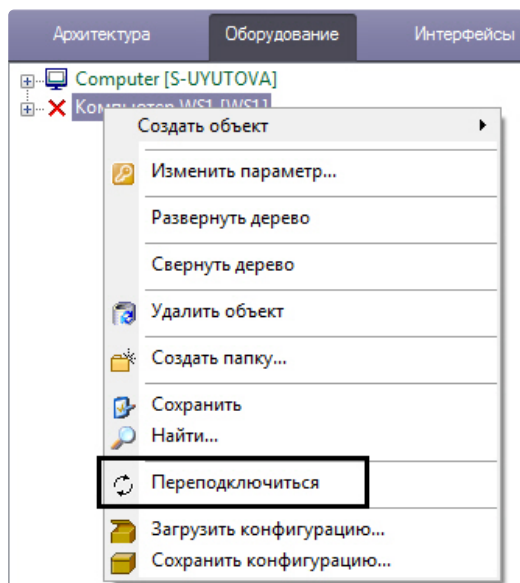 Архитектура Оборудование Интерфейсы
Computer [S-UYUTOVA]
Компьютер WS1 [WS1]
Создать объект
Изменить параметр...
Развернуть дерево
Свернуть дерево
Удалить объект
Создать папку...
Сохранить
Найти...
Переподключиться
Загрузить конфигурацию...
Сохранить конфигурацию...